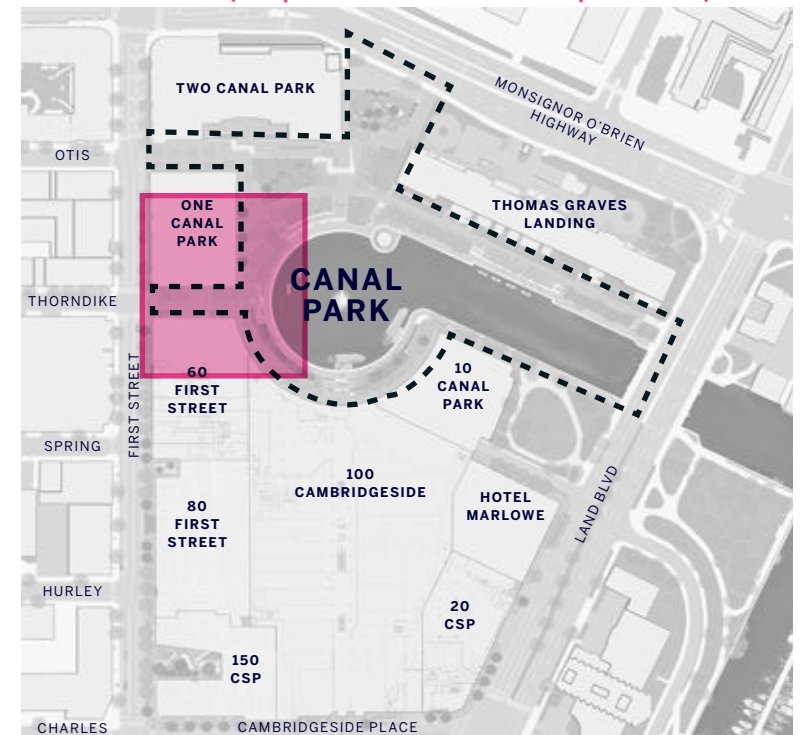 TWO CANAL PARK
MONSIGNOR O'BRIEN
HIGHWAY
OTIS
ONE
CANAL
PARK
THOMAS GRAVES
LANDING
CANAL
PARK
THORNDIKE
60
FIRST
STREET
10
CANAL
PARK
FIRST STREET
SPRING
100
CAMBRIDGESIDE
HOTEL
MARLOWE
LAND BLVD
80
FIRST
STREET
HURLEY
20
CSP
150
CSP
CHARLES
CAMBRIDGESIDE PLACE